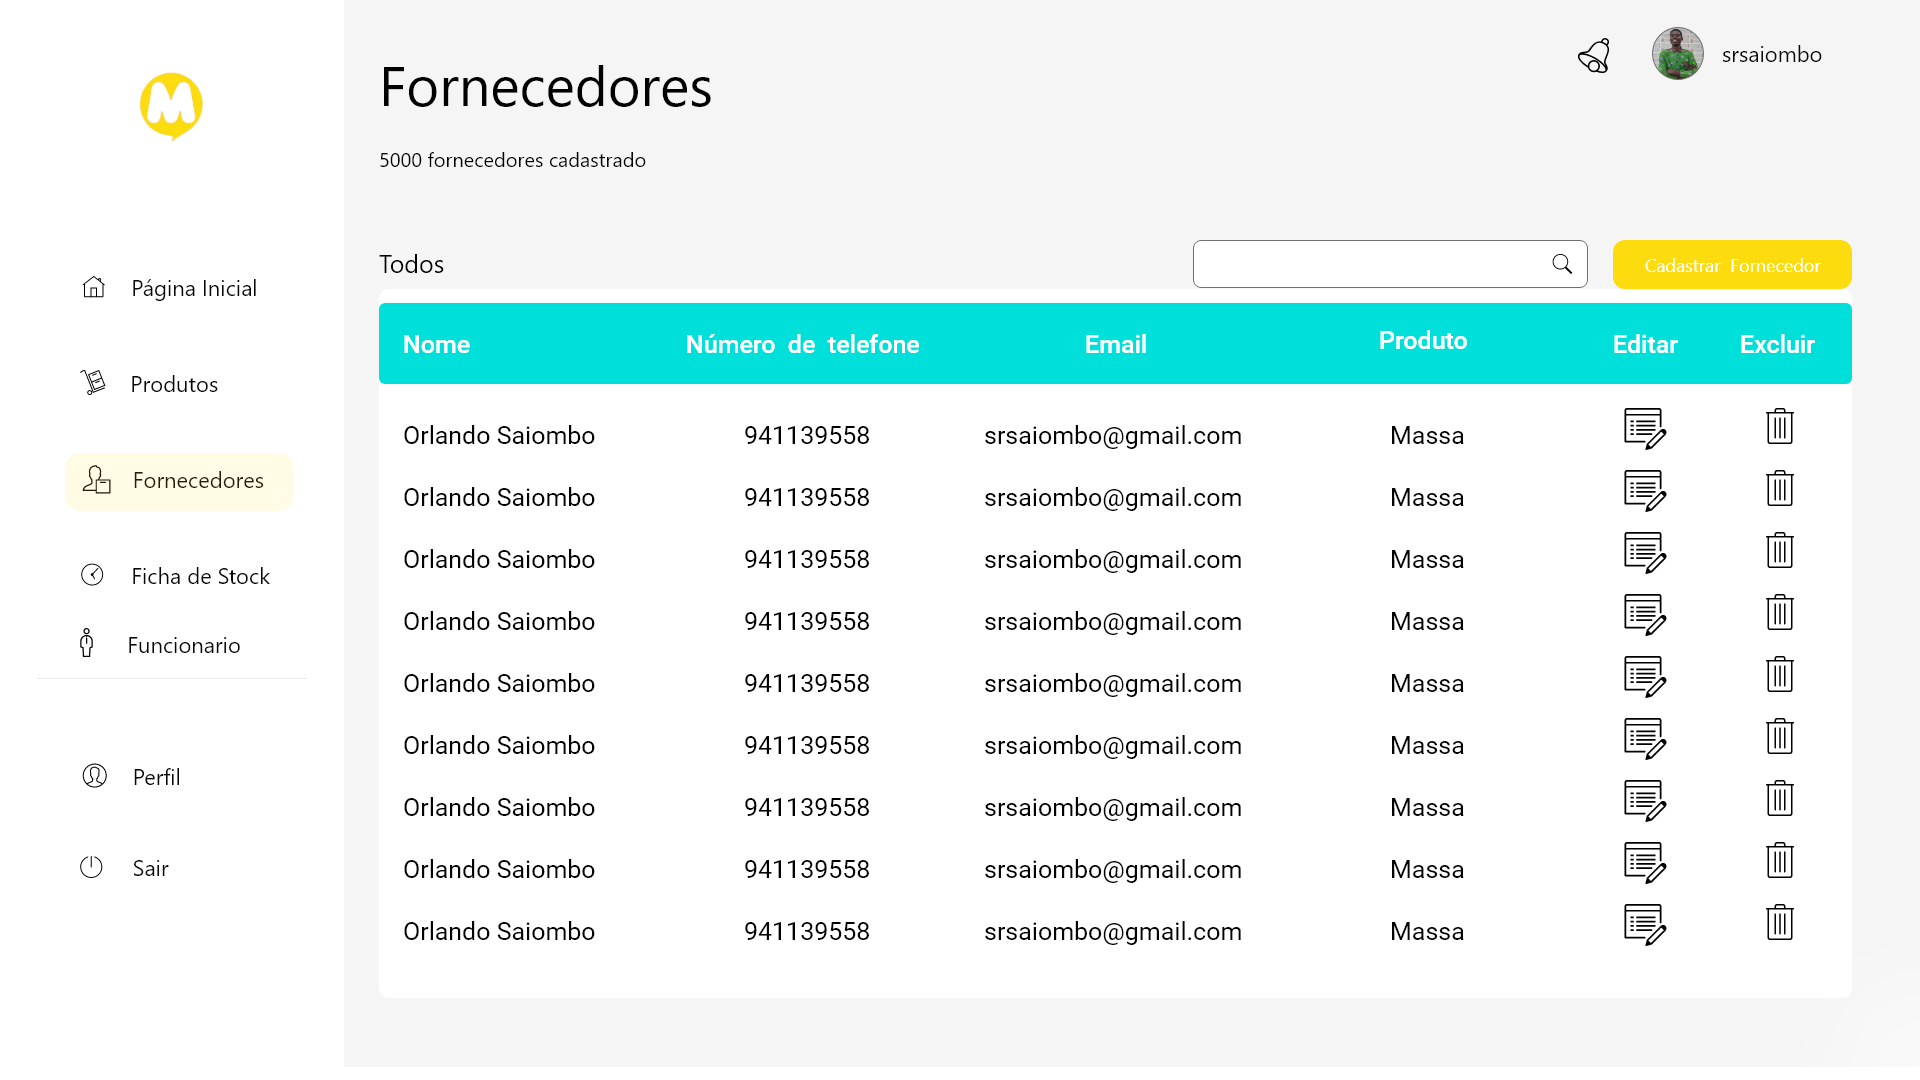 M
srsaiombo
Fornecedores
5000 fornecedores cadastrado
Todos
Cadastrar Fornecedor
Página Inicial
Produtos
Fornecedores
Ficha de Stock
Funcionario
Perfil
Sair
Nome Número de telefone Email Produto Editar Excluir
Orlando Saiombo 941139558 srsaiombo@gmail.com Massa
Orlando Saiombo 941139558 srsaiombo@gmail.com Massa
Orlando Saiombo 941139558 srsaiombo@gmail.com Massa
Orlando Saiombo 941139558 srsaiombo@gmail.com Massa
Orlando Saiombo 941139558 srsaiombo@gmail.com Massa
Orlando Saiombo 941139558 srsaiombo@gmail.com Massa
Orlando Saiombo 941139558 srsaiombo@gmail.com Massa
Orlando Saiombo 941139558 srsaiombo@gmail.com Massa
Orlando Saiombo 941139558 srsaiombo@gmail.com Massa